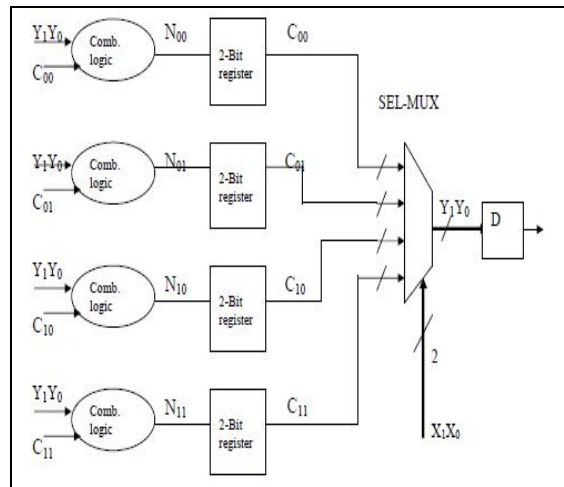 Y₁Y₀
C₀₀
Comb.
logic
N₀₀
2-Bit
register
C₀₀
SEL-MUX
Y₁Y₀
C₀₁
Comb.
logic
N₀₁
2-Bit
register
C₀₁
Y₁Y₀
D
Y₁Y₀
C₁₀
Comb.
logic
N₁₀
2-Bit
register
C₁₀
2
Y₁Y₀
C₁₁
Comb.
logic
N₁₁
2-Bit
register
C₁₁
X₁X₀